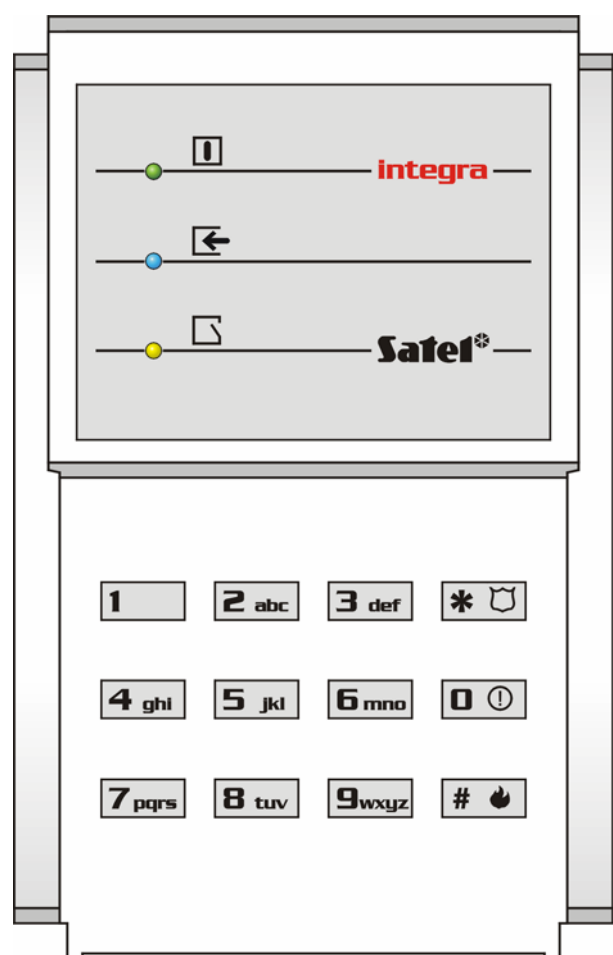 integra
Satel
1
2 abc
3 def
*
4 ghi
5 jkl
6 mno
0
7 pqrs
8 tuv
9 wxyz
#